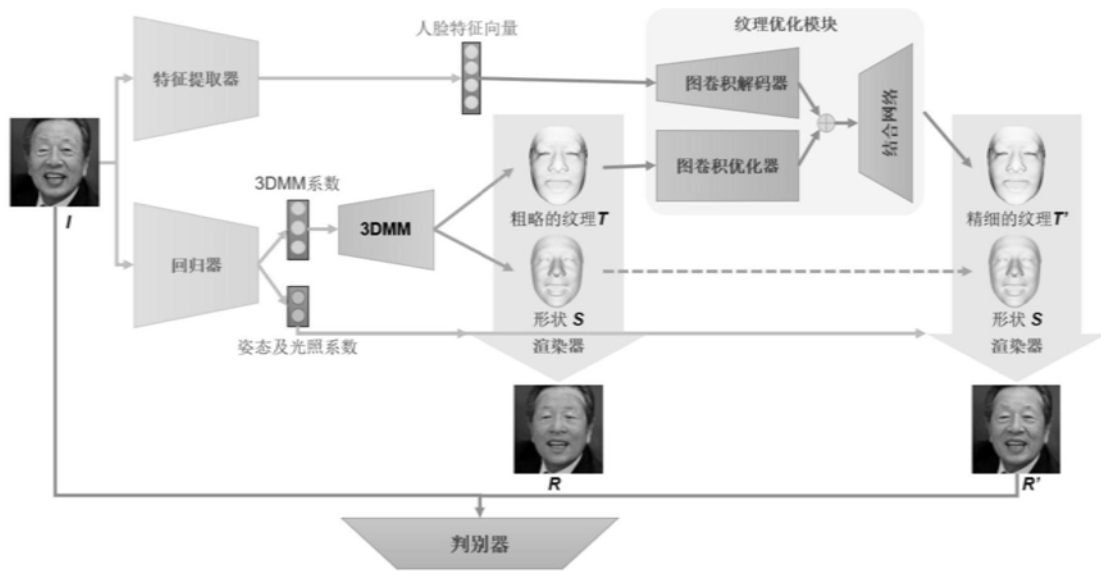 人脸特征向量
纹理优化模块
特征提取器
图卷积解码器
结合网络
图卷积优化器
I
3DMM系数
3DMM
粗略的纹理T
精细的纹理T’
回归器
形状 S
形状 S
姿态及光照系数
渲染器
渲染器
R
R’
判别器